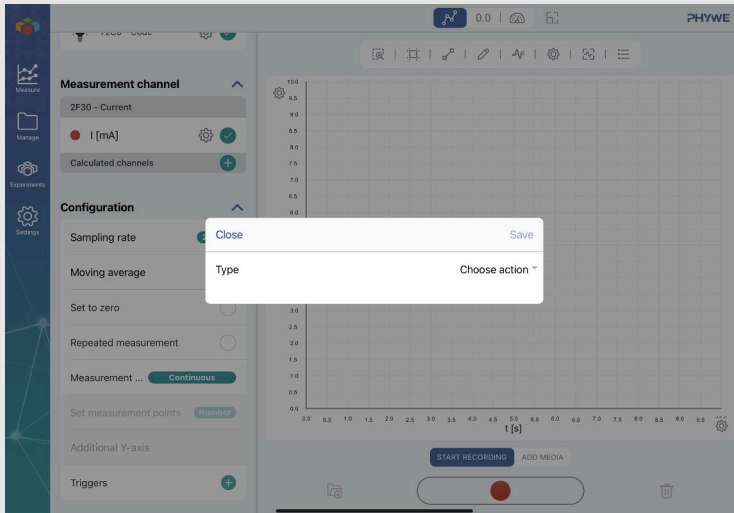 0.0
PHYWE
Measure
Manage
Experiments
Settings
Measurement channel
2F30 - Current
I [mA]
Calculated channels
Configuration
Sampling rate
Moving average
Set to zero
Repeated measurement
Measurement ... Continuous
Set measurement points Number
Additional Y-axis
Triggers
Close Save
Type Choose action
10.0
9.5
9.0
8.5
8.0
7.5
7.0
6.5
6.0
3.0
2.5
2.0
1.5
1.0
0.5
0.0
0.0 0.5 1.0 1.5 2.0 2.5 3.0 3.5 4.0 4.5 5.0 5.5 6.0 6.5 7.0 7.5 8.0 8.5 9.0 9.5
t [s]
START RECORDING ADD MEDIA